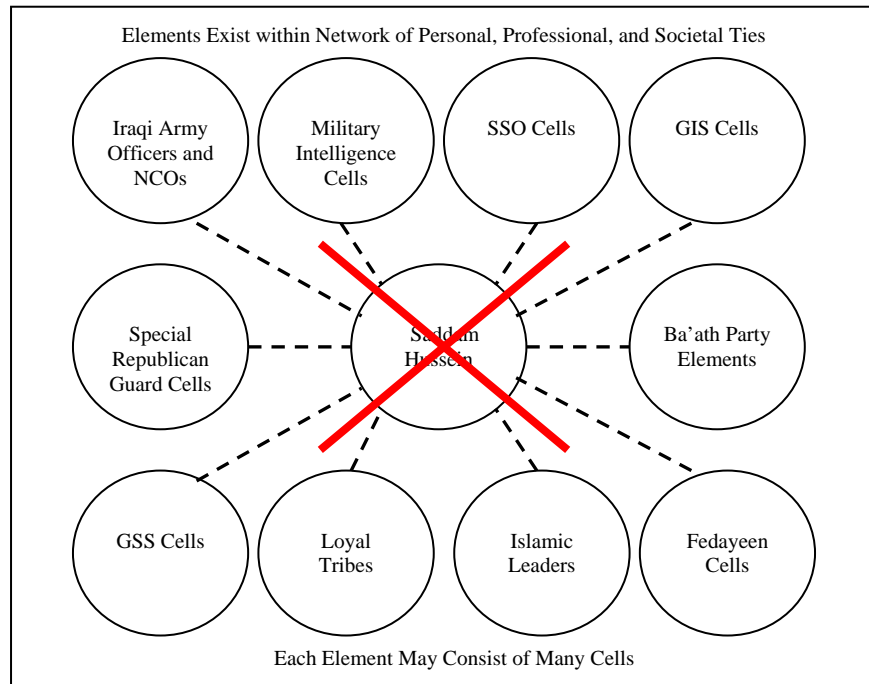 Elements Exist within Network of Personal, Professional, and Societal Ties
Iraqi Army
Officers and
NCOs
Military
Intelligence
Cells
SSO Cells
GIS Cells
Special
Republican
Guard Cells
Saddam
Hussein
Ba’ath Party
Elements
GSS Cells
Loyal
Tribes
Islamic
Leaders
Fedayeen
Cells
Each Element May Consist of Many Cells